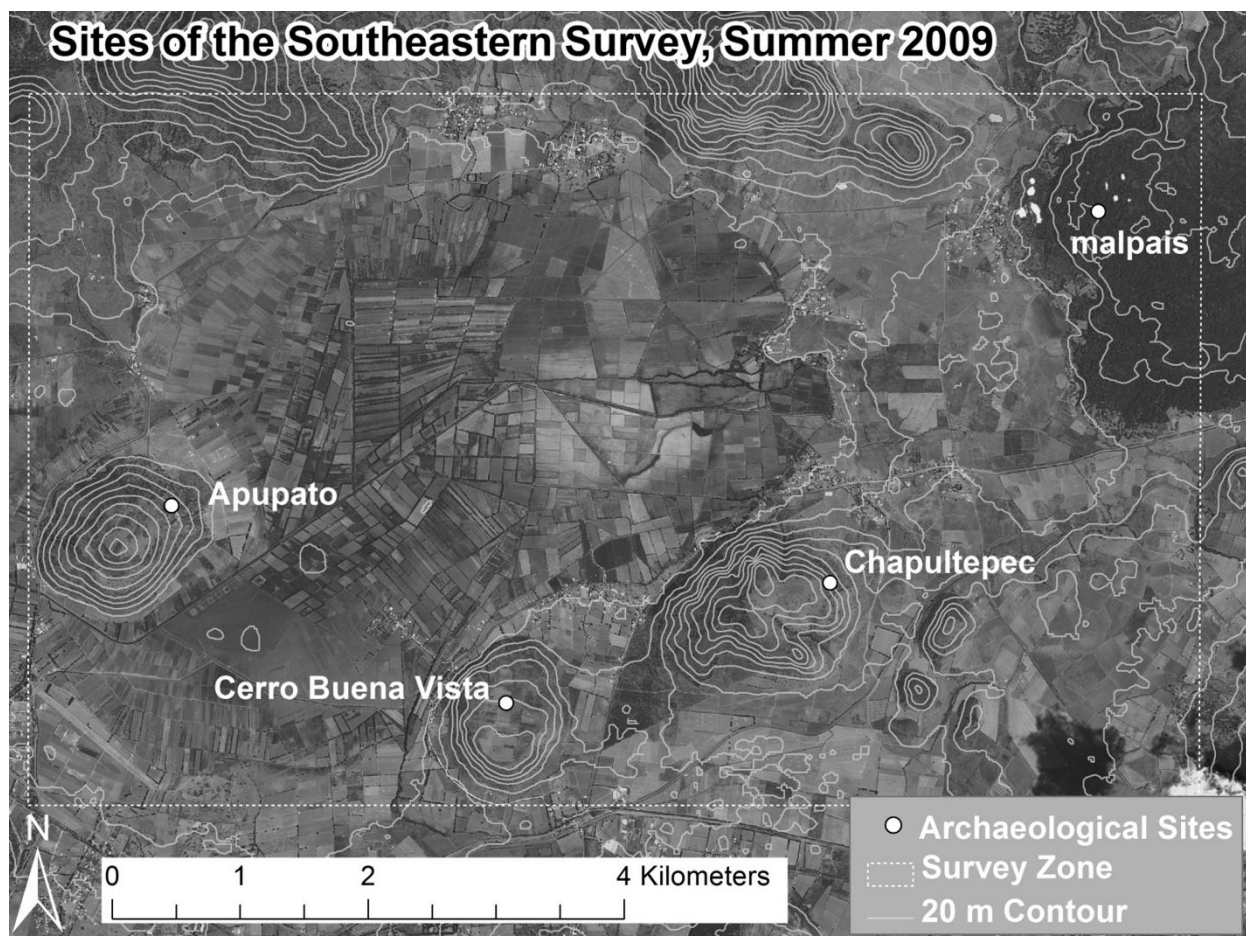 Sites of the Southeastern Survey, Summer 2009
malpais
Apupato
Chapultepec
Cerro Buena Vista
N
0 1 2 4 Kilometers
Archaeological Sites
Survey Zone
20 m Contour